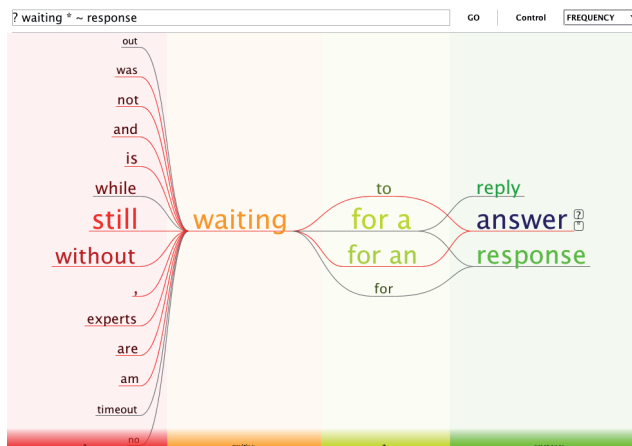 ? waiting * ~ response GO Control FREQUENCY
out
was
not
and
is
while
still
without
,
experts
are
am
timeout
no
waiting
to
for a
for an
for
reply
answer ? *
response